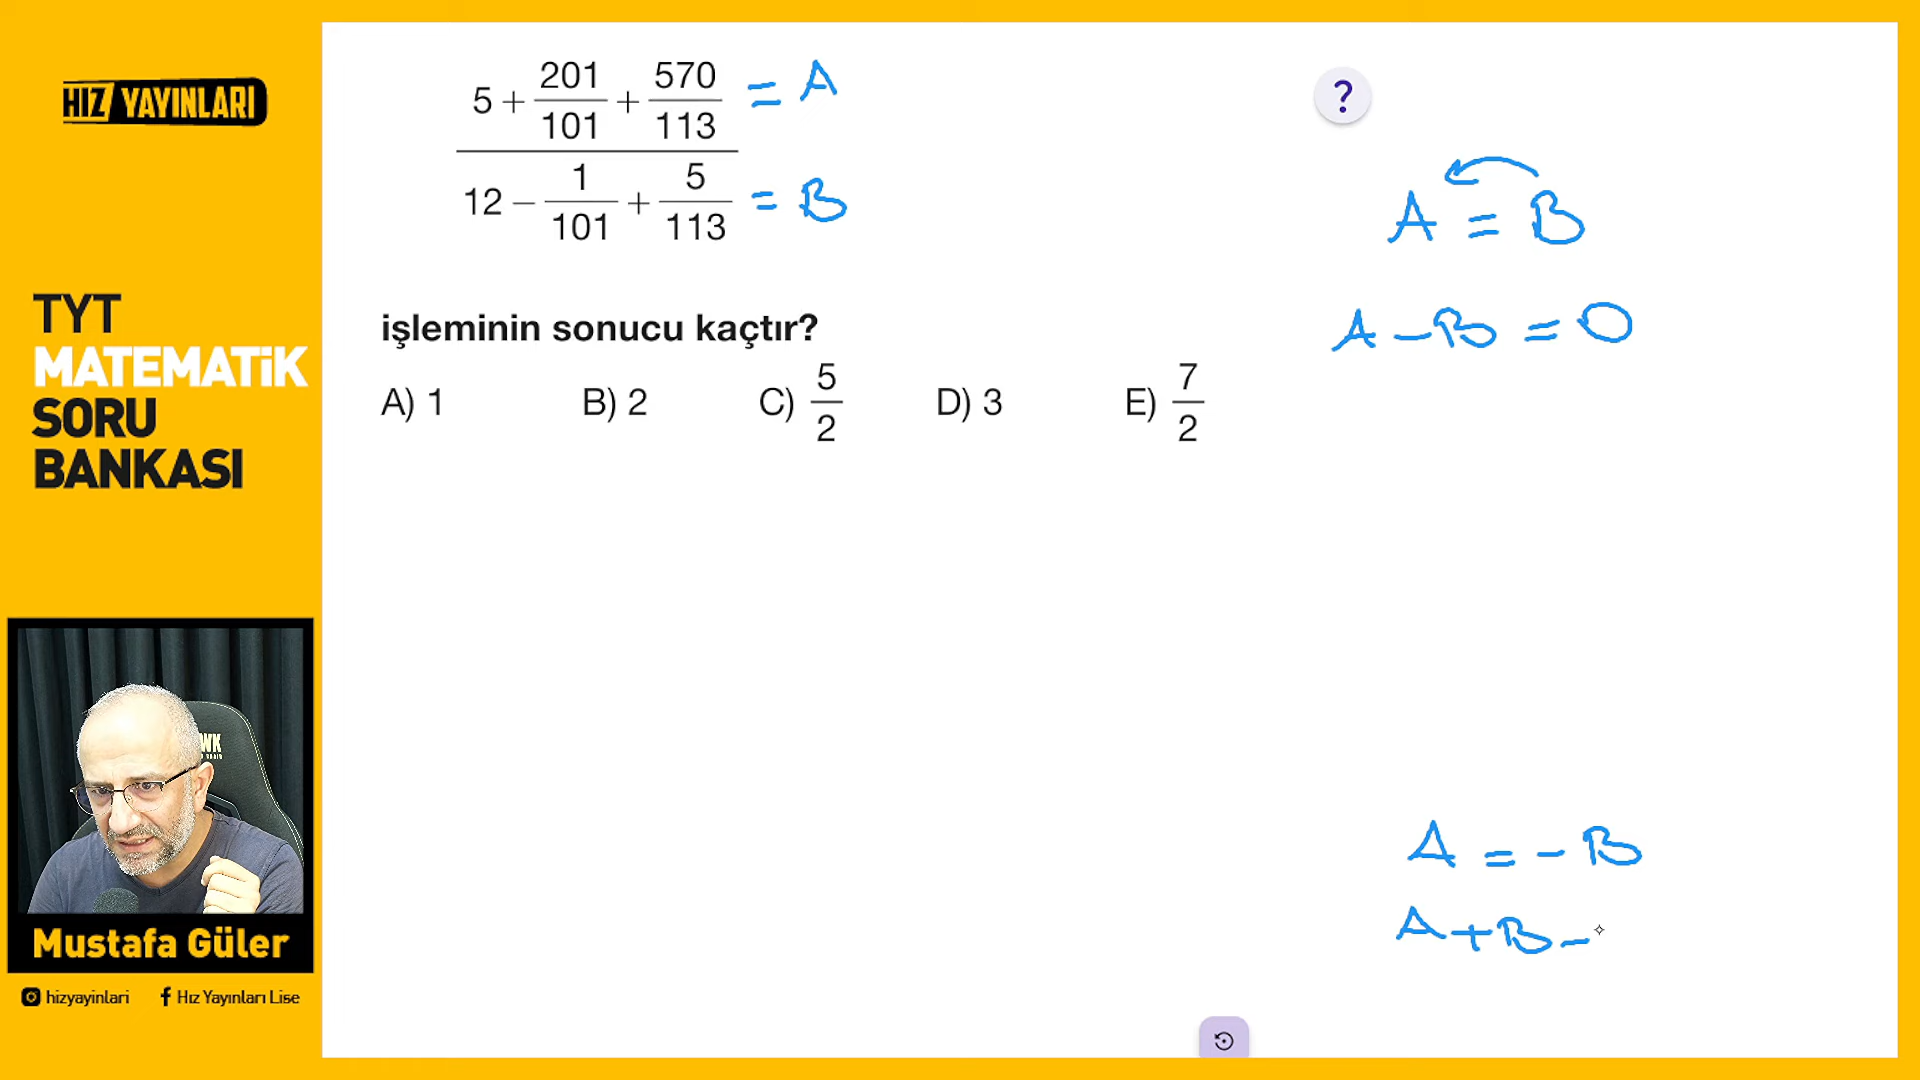 HIZ YAYINLARI
TYT
MATEMATİK
SORU
BANKASI
Mustafa Güler
hizyayinlari Hız Yayınları Lise
5 + 201/101 + 570/113 = A
12 − 1/101 + 5/113 = B
işleminin sonucu kaçtır?
A) 1 B) 2 C) 5/2 D) 3 E) 7/2
?
A = B
A − B = 0
A = − B
A + B −